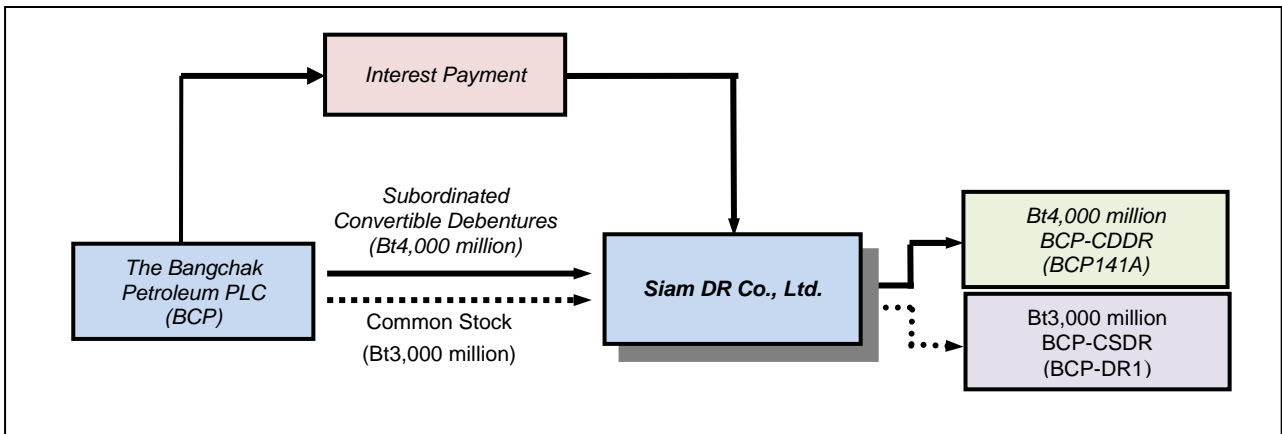 Interest Payment
Subordinated
Convertible Debentures
(Bt4,000 million)
The Bangchak
Petroleum PLC
(BCP)
Common Stock
(Bt3,000 million)
Siam DR Co., Ltd.
Bt4,000 million
BCP-CDDR
(BCP141A)
Bt3,000 million
BCP-CSDR
(BCP-DR1)